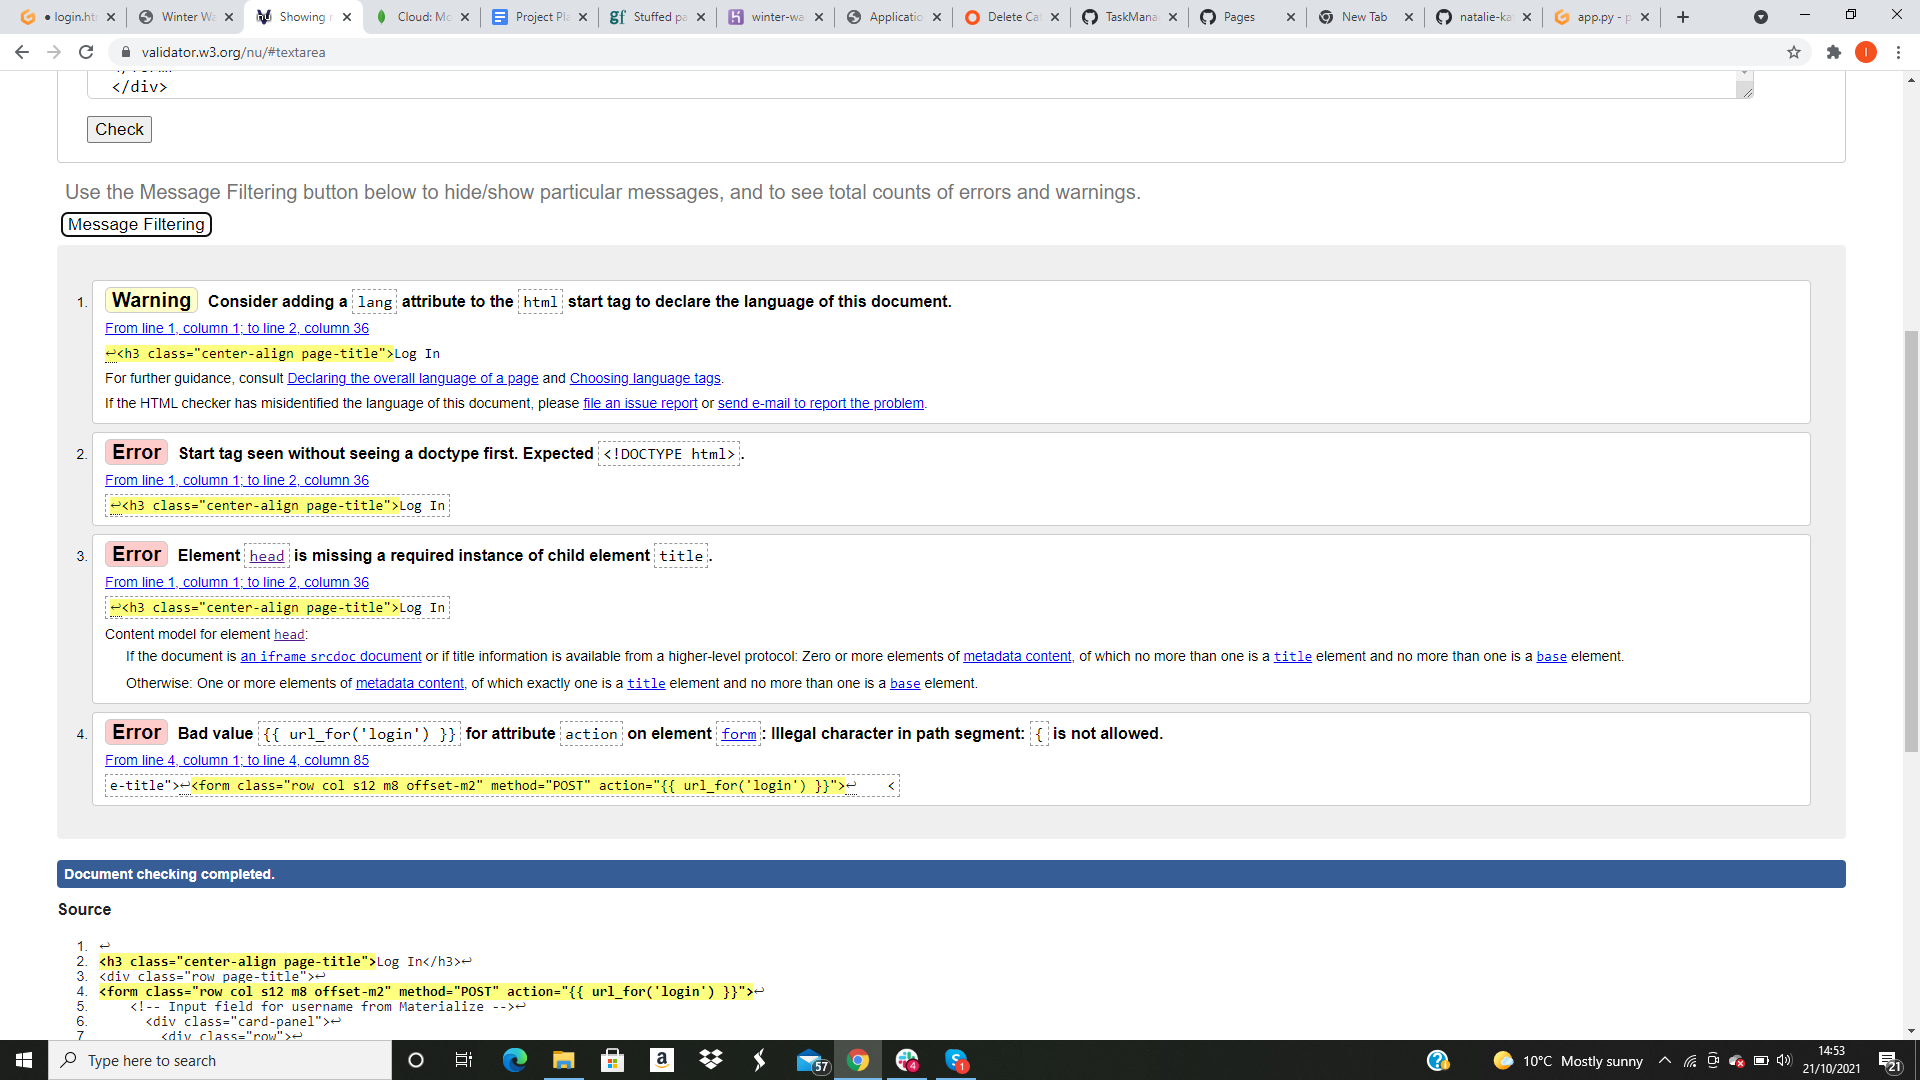 login.ht
Winter Wa
Showing r
Cloud: Mo
Project Pla
Stuffed pa
winter-wa
Applicatio
Delete Cat
TaskMana
Pages
New Tab
natalie-ka
app.py - p
validator.w3.org/nu/#textarea
</div>
Check
Use the Message Filtering button below to hide/show particular messages, and to see total counts of errors and warnings.
Message Filtering
1. Warning Consider adding a lang attribute to the html start tag to declare the language of this document.
From line 1, column 1; to line 2, column 36
↩<h3 class="center-align page-title">Log In
For further guidance, consult Declaring the overall language of a page and Choosing language tags.
If the HTML checker has misidentified the language of this document, please file an issue report or send e-mail to report the problem.
2. Error Start tag seen without seeing a doctype first. Expected <!DOCTYPE html>.
From line 1, column 1; to line 2, column 36
↩<h3 class="center-align page-title">Log In
3. Error Element head is missing a required instance of child element title.
From line 1, column 1; to line 2, column 36
↩<h3 class="center-align page-title">Log In
Content model for element head:
If the document is an iframe srcdoc document or if title information is available from a higher-level protocol: Zero or more elements of metadata content, of which no more than one is a title element and no more than one is a base element.
Otherwise: One or more elements of metadata content, of which exactly one is a title element and no more than one is a base element.
4. Error Bad value {{ url_for('login') }} for attribute action on element form: Illegal character in path segment: { is not allowed.
From line 4, column 1; to line 4, column 85
e-title">↩<form class="row col s12 m8 offset-m2" method="POST" action="{{ url_for('login') }}">↩ <
Document checking completed.
Source
1. ↩
2. <h3 class="center-align page-title">Log In</h3>↩
3. <div class="row page-title">↩
4. <form class="row col s12 m8 offset-m2" method="POST" action="{{ url_for('login') }}">↩
5. <!-- Input field for username from Materialize -->↩
6. <div class="card-panel">↩
7 <div class="row">↩
Type here to search
57
4
1
10°C Mostly sunny
14:53
21/10/2021
21